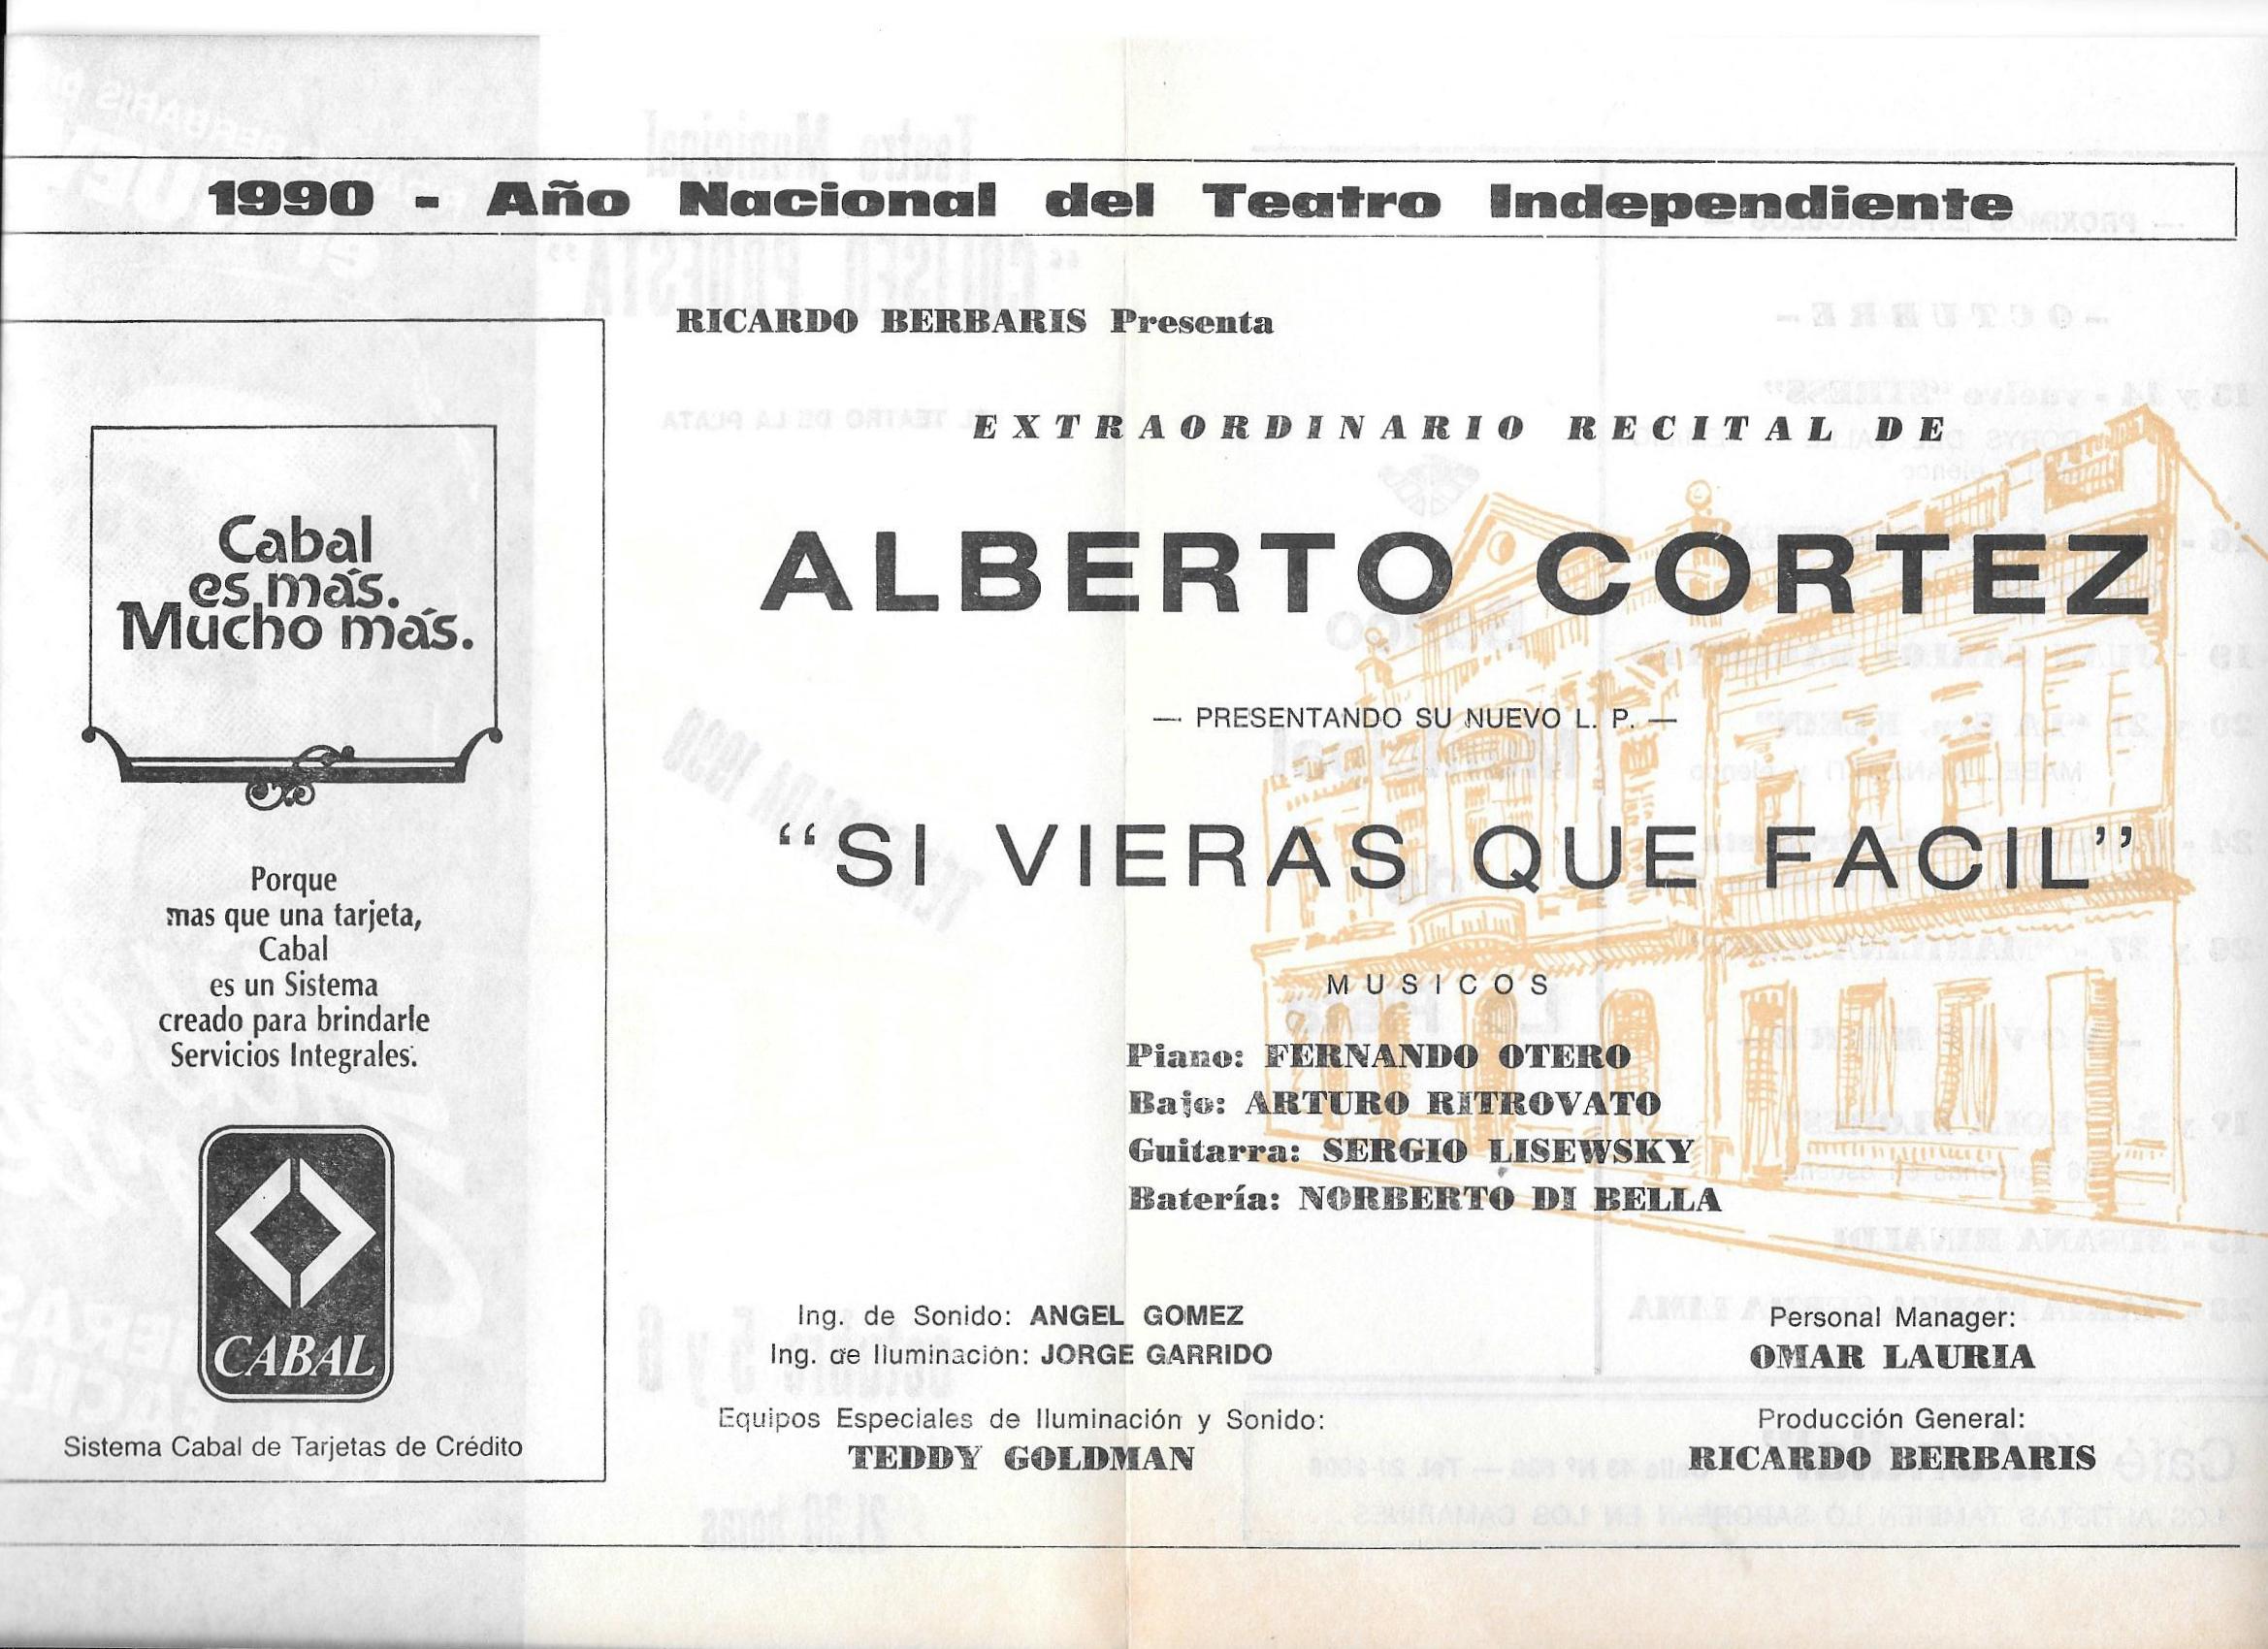 1990 - Año Nacional del Teatro Independiente
Cabal
es más.
Mucho más.
Porque
mas que una tarjeta,
Cabal
es un Sistema
creado para brindarle
Servicios Integrales.
CABAL
Sistema Cabal de Tarjetas de Crédito
RICARDO BERBARIS Presenta
EXTRAORDINARIO RECITAL DE
ALBERTO CORTEZ
— PRESENTANDO SU NUEVO L. P. —
“SI VIERAS QUE FACIL”
MUSICOS
Piano: FERNANDO OTERO
Bajo: ARTURO RITROVATO
Guitarra: SERGIO LISEWSKY
Batería: NORBERTO DI BELLA
Ing. de Sonido: ANGEL GOMEZ
Ing. de Iluminación: JORGE GARRIDO
Equipos Especiales de Iluminación y Sonido:
TEDDY GOLDMAN
Personal Manager:
OMAR LAURIA
Producción General:
RICARDO BERBARIS